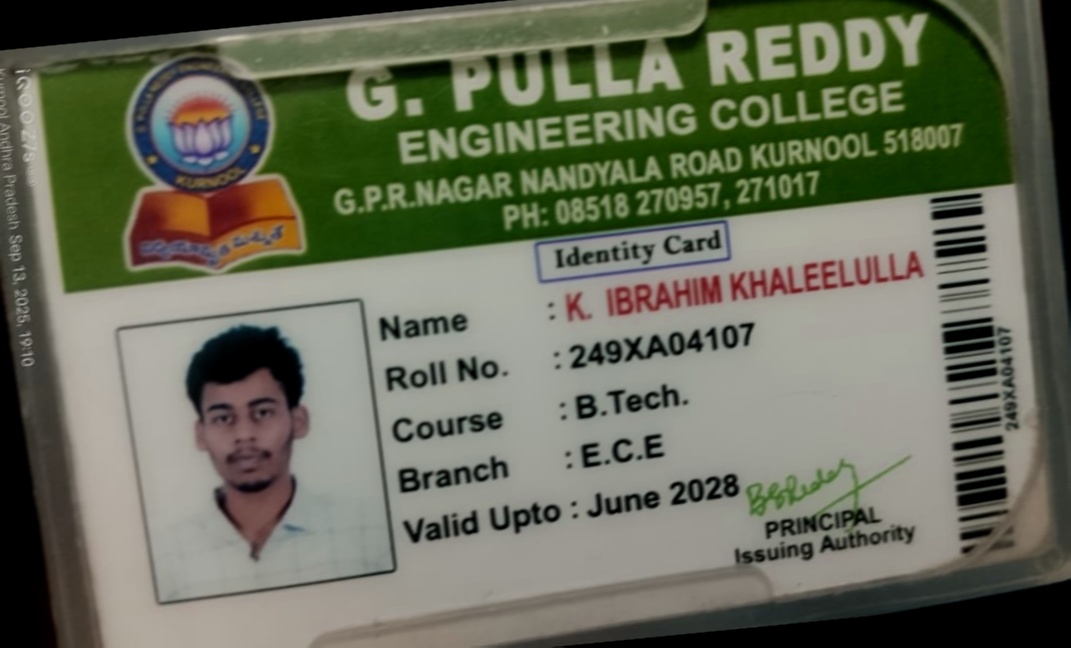 G. PULLA REDDY
ENGINEERING COLLEGE
G.P.R.NAGAR NANDYALA ROAD KURNOOL 518007
PH: 08518 270957, 271017
KURNOOL
Identity Card
Name : K. IBRAHIM KHALEELULLA
Roll No. : 249XA04107
Course : B.Tech.
Branch : E.C.E
Valid Upto : June 2028
BSReddy
PRINCIPAL
Issuing Authority
249XA04107
iQOO Z7s
Kurnool Andhra Pradesh Sep 13, 2025, 19:10